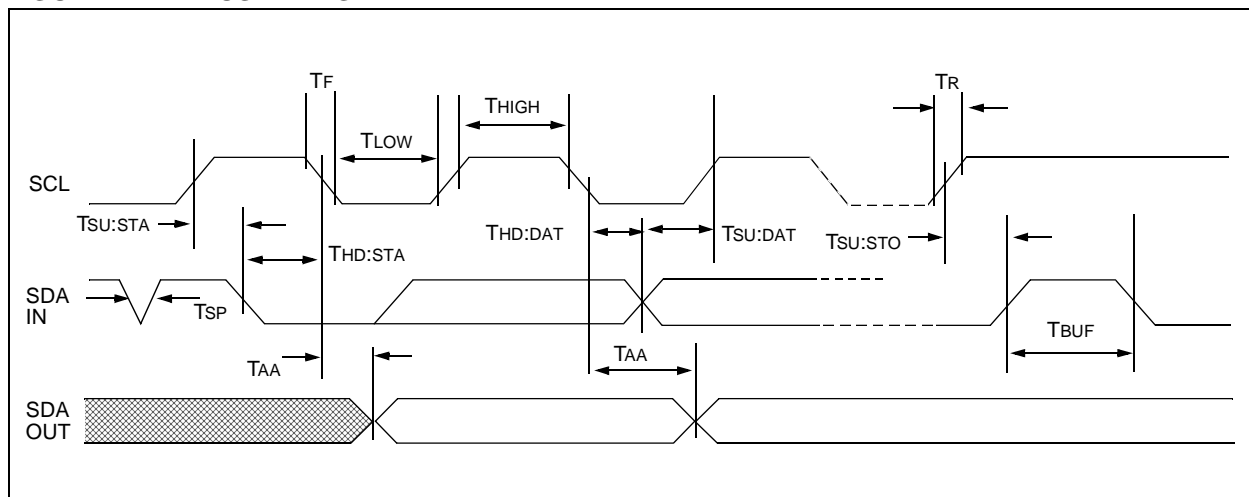 TF
TR
THIGH
TLOW
SCL
TSU:STA
THD:DAT
TSU:DAT
TSU:STO
THD:STA
SDA
IN
TSP
TBUF
TAA
TAA
SDA
OUT